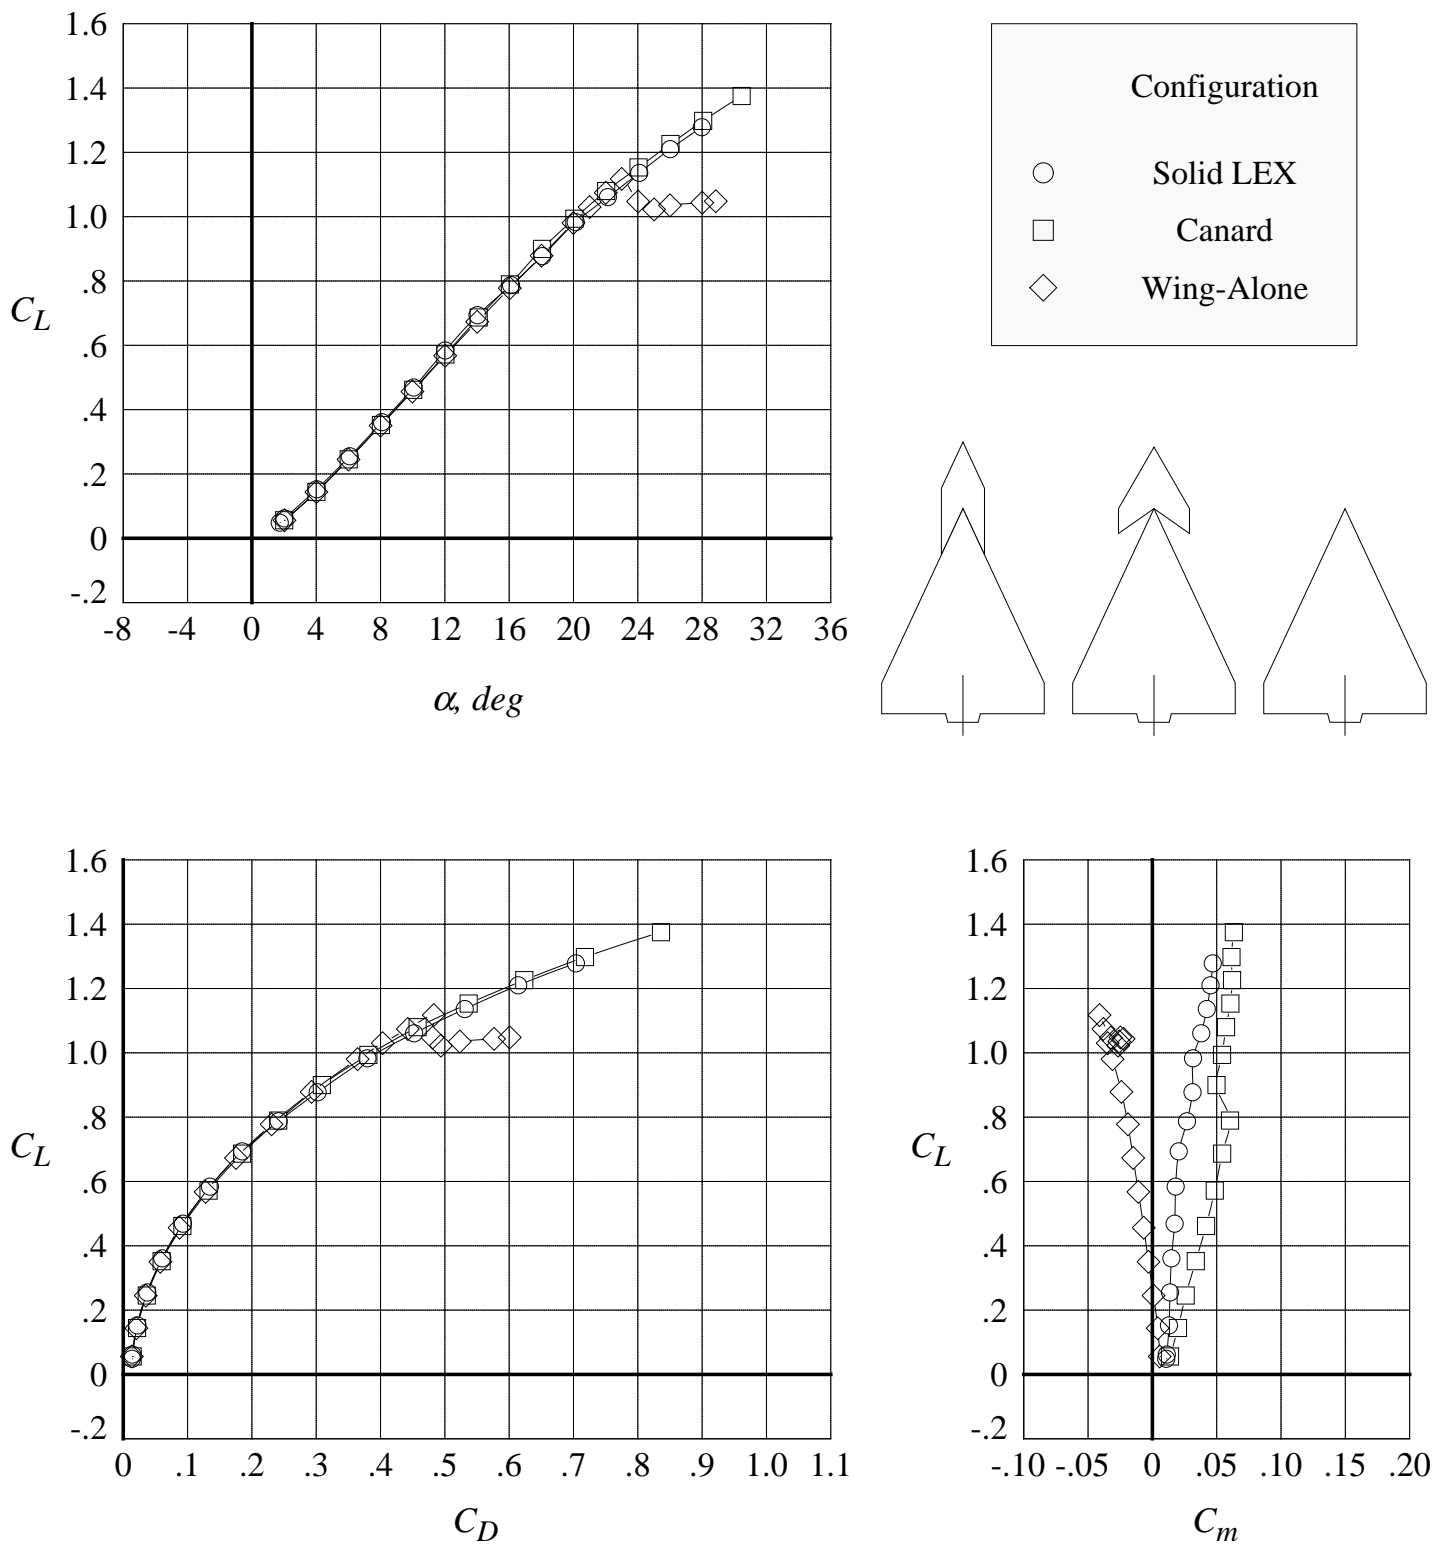 1.6
1.4
1.2
1.0
.8
.6
.4
.2
0
-.2
C_L
-8 -4 0 4 8 12 16 20 24 28 32 36
α, deg
Configuration
Solid LEX
Canard
Wing-Alone
1.6
1.4
1.2
1.0
.8
.6
.4
.2
0
-.2
C_L
0 .1 .2 .3 .4 .5 .6 .7 .8 .9 1.0 1.1
C_D
1.6
1.4
1.2
1.0
.8
.6
.4
.2
0
-.2
C_L
-.10 -.05 0 .05 .10 .15 .20
C_m